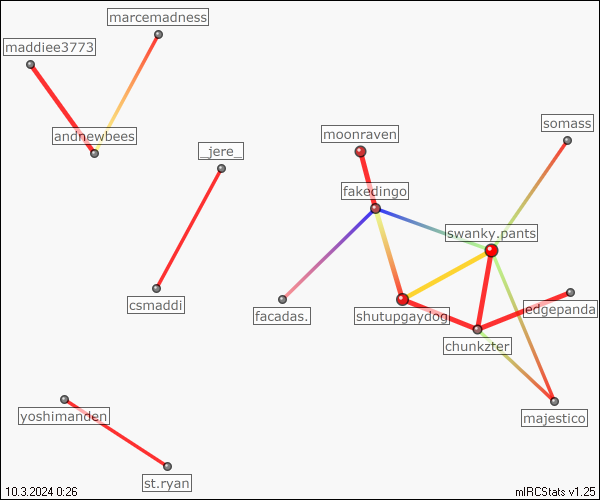 marcemadness
maddiee3773
andnewbees
_jere_
moonraven
somass
fakedingo
swanky.pants
csmaddi
facadas.
shutupgaydog
edgepanda
chunkzter
yoshimanden
majestico
st.ryan
10.3.2024 0:26
mIRCStats v1.25